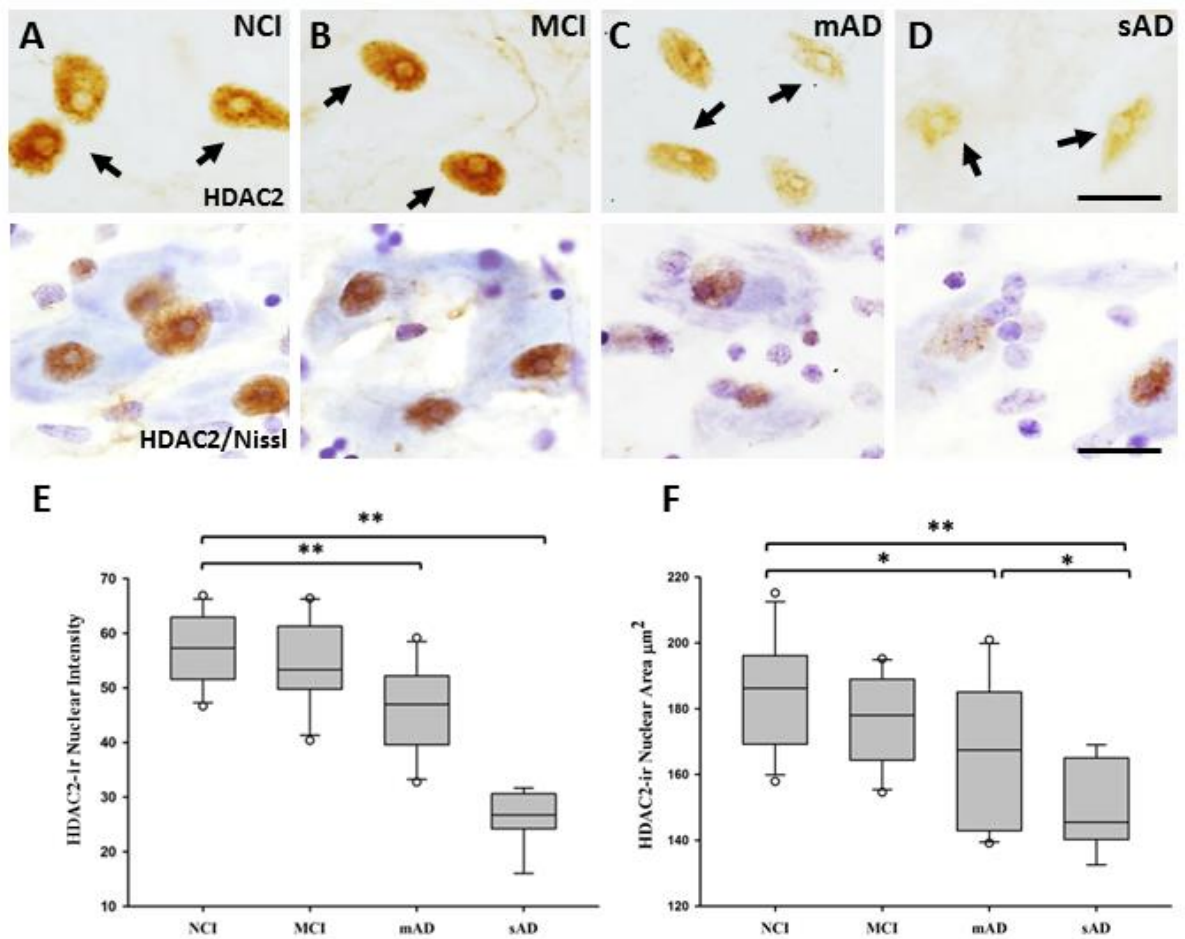 A NCI
B MCI
C mAD
D sAD
HDAC2
HDAC2/Nissl
E
**
**
HDAC2-ir Nuclear Intensity
70
60
50
40
30
20
10
NCI MCI mAD sAD
F
**
* *
HDAC2-ir Nuclear Area µm²
220
200
180
160
140
120
NCI MCI mAD sAD